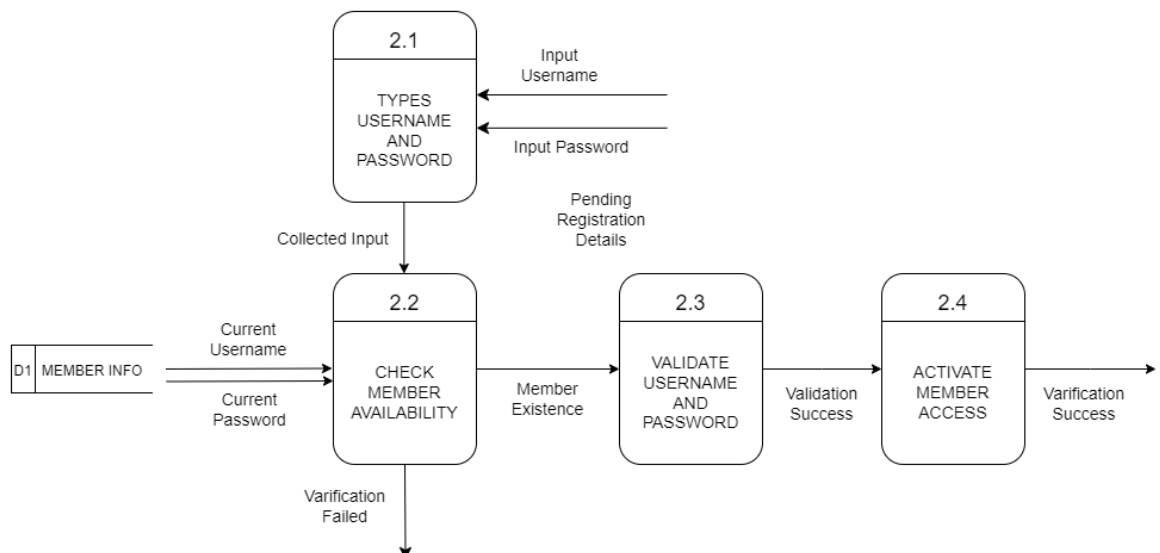 2.1
TYPES
USERNAME
AND
PASSWORD
Input
Username
Input Password
Pending
Registration
Details
Collected Input
2.2
CHECK
MEMBER
AVAILABILITY
D1
MEMBER INFO
Current
Username
Current
Password
Member
Existence
2.3
VALIDATE
USERNAME
AND
PASSWORD
Validation
Success
2.4
ACTIVATE
MEMBER
ACCESS
Varification
Success
Varification
Failed